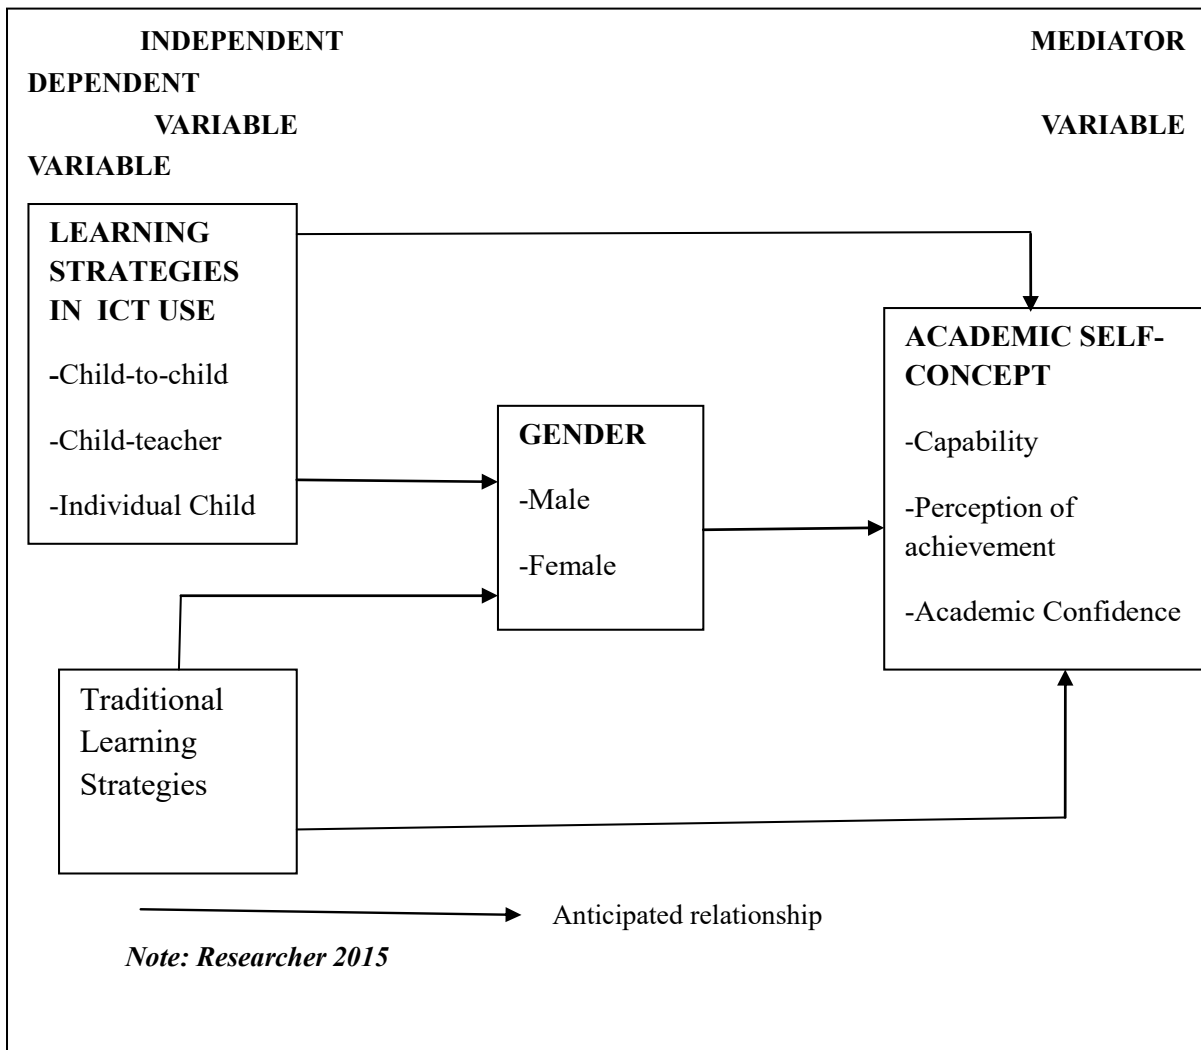 INDEPENDENT MEDIATOR
DEPENDENT
VARIABLE VARIABLE
VARIABLE
LEARNING
STRATEGIES
IN ICT USE
-Child-to-child
-Child-teacher
-Individual Child
GENDER
-Male
-Female
ACADEMIC SELF-
CONCEPT
-Capability
-Perception of
achievement
-Academic Confidence
Traditional
Learning
Strategies
Anticipated relationship
Note: Researcher 2015